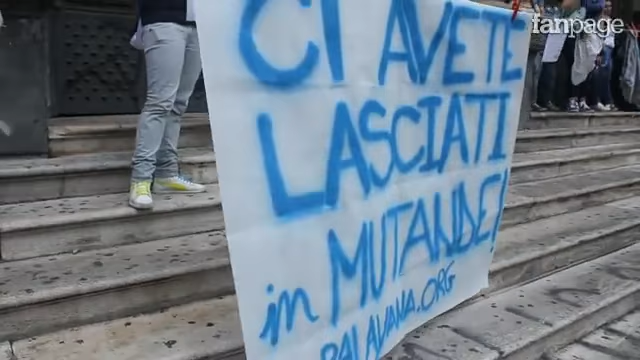 fanpage
CI AVETE
LASCIATI
in MUTANDE!
PALAVANA.ORG